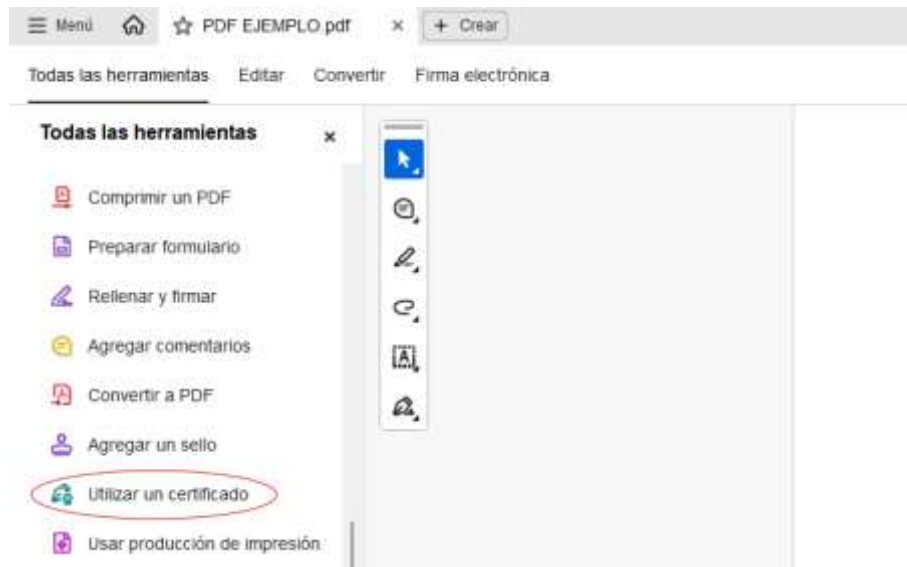 Menú PDF EJEMPLO.pdf × + Crear
Todas las herramientas Editar Convertir Firma electrónica
Todas las herramientas ×
Comprimir un PDF
Preparar formulario
Rellenar y firmar
Agregar comentarios
Convertir a PDF
Agregar un sello
Utilizar un certificado
Usar producción de impresión